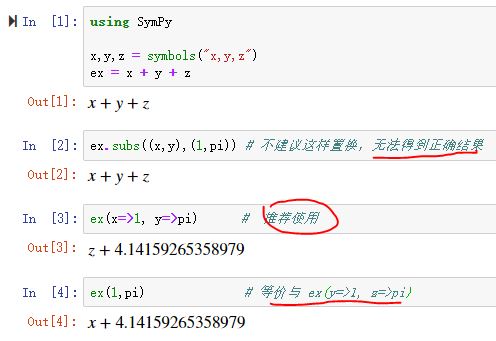 In [1]: using SymPy
x,y,z = symbols("x,y,z")
ex = x + y + z
Out[1]: x + y + z
In [2]: ex.subs((x,y),(1,pi)) # 不建议这样置换，无法得到正确结果
Out[2]: x + y + z
In [3]: ex(x=>1, y=>pi) # 推荐使用
Out[3]: z + 4.14159265358979
In [4]: ex(1,pi) # 等价与 ex(y=>1, z=>pi)
Out[4]: x + 4.14159265358979